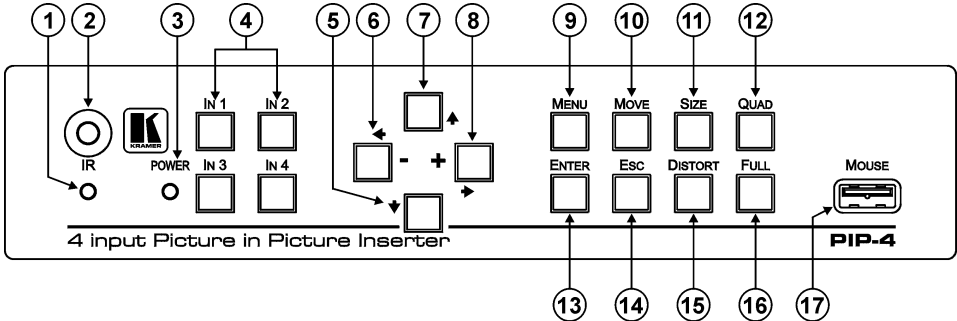 1 2 3 4 5 6 7 8 9 10 11 12
IN 1 IN 2 MENU MOVE SIZE QUAD
K
KRAMER
IR POWER IN 3 IN 4 - + ENTER ESC DISTORT FULL MOUSE
4 input Picture in Picture Inserter PIP-4
13 14 15 16 17